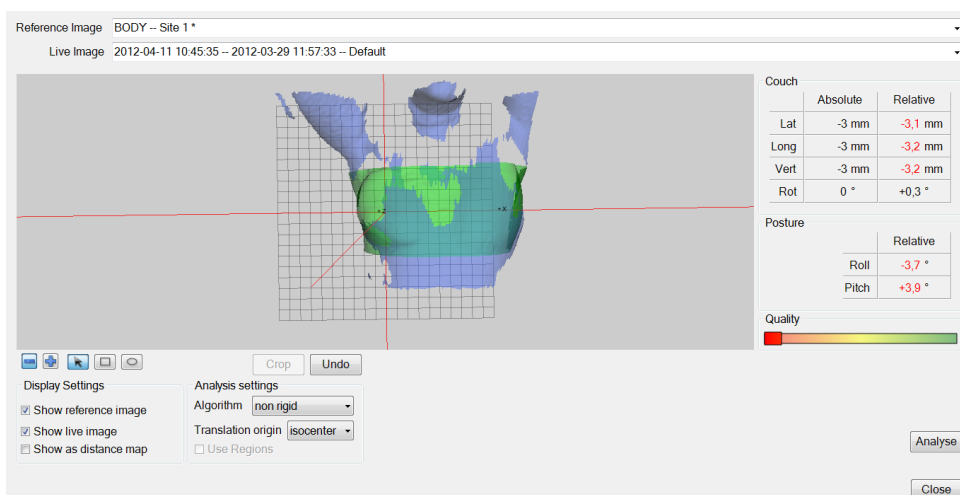 Reference Image BODY -- Site 1 *
Live Image 2012-04-11 10:45:35 -- 2012-03-29 11:57:33 -- Default
Couch
Absolute Relative
Lat -3 mm -3,1 mm
Long -3 mm -3,2 mm
Vert -3 mm -3,2 mm
Rot 0 ° +0,3 °
Posture
Relative
Roll -3,7 °
Pitch +3,9 °
Quality
+Z
+X
Crop Undo
Display Settings
Show reference image
Show live image
Show as distance map
Analysis settings
Algorithm non rigid
Translation origin isocenter
Use Regions
Analyse
Close